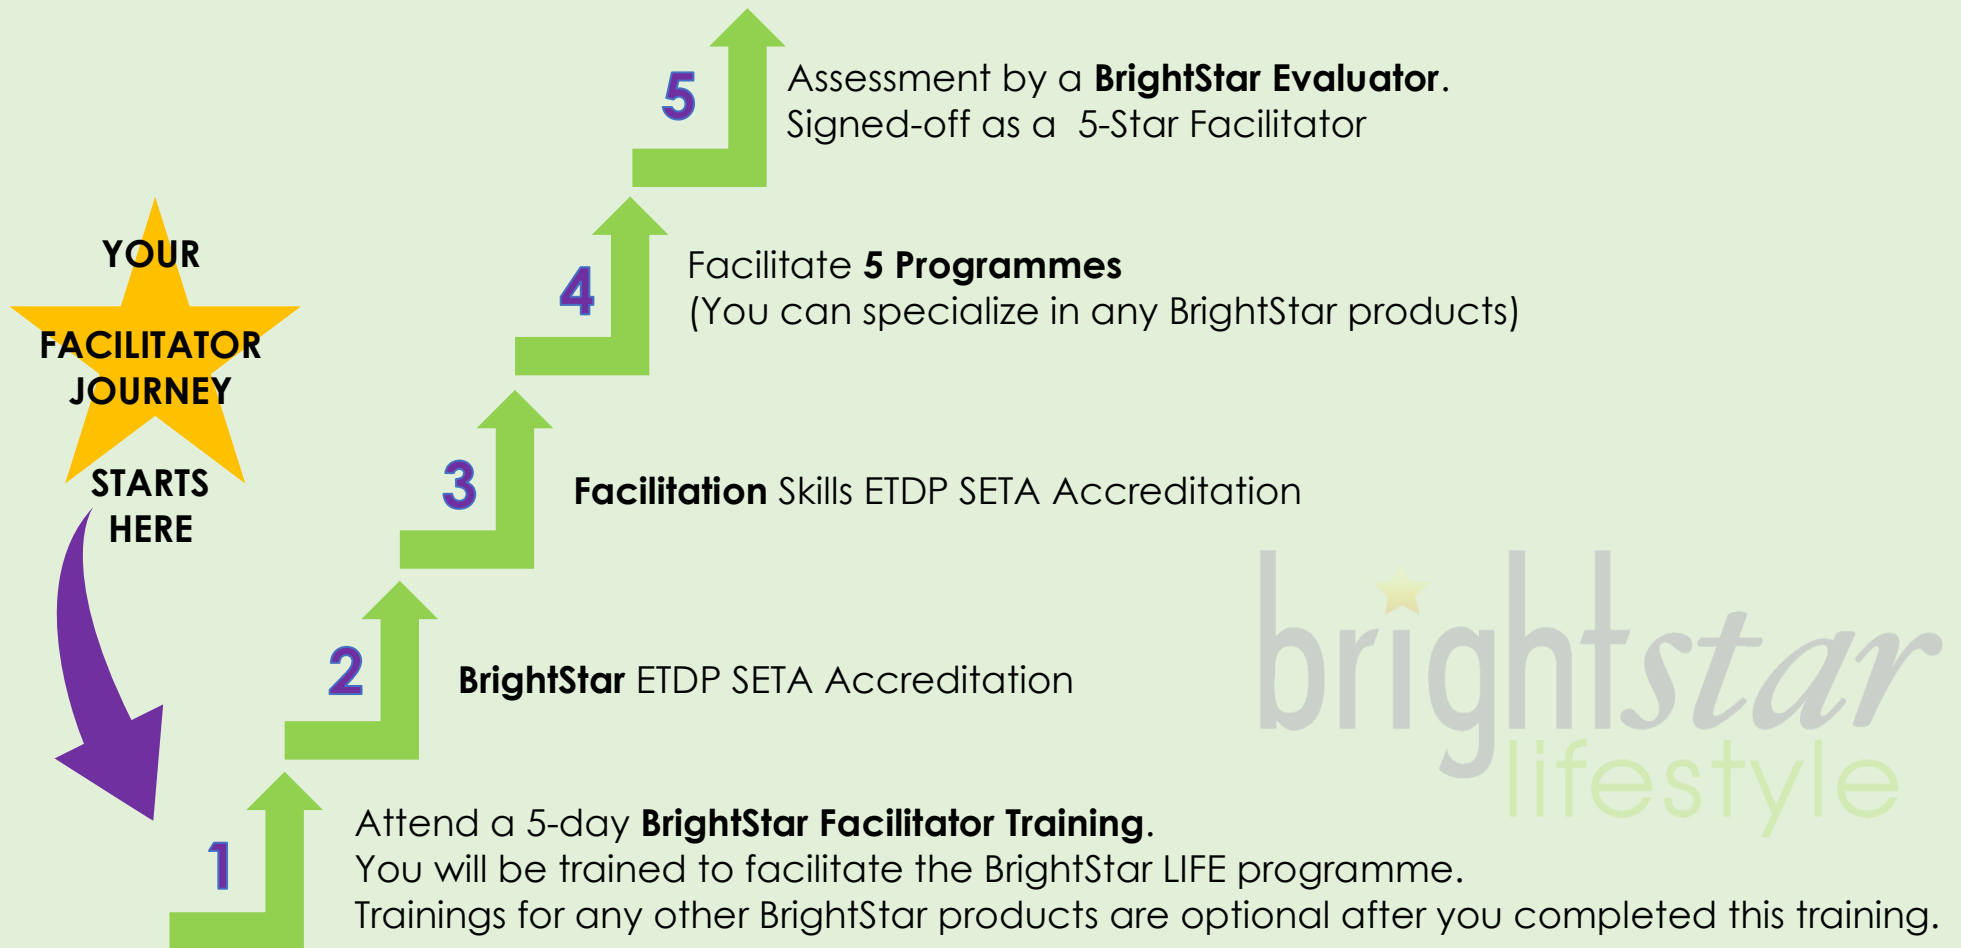 5
Assessment by a BrightStar Evaluator.
Signed-off as a 5-Star Facilitator
YOUR
FACILITATOR
JOURNEY
STARTS
HERE
4
Facilitate 5 Programmes
(You can specialize in any BrightStar products)
3
Facilitation Skills ETDP SETA Accreditation
2
BrightStar ETDP SETA Accreditation
brightstar
lifestyle
1
Attend a 5-day BrightStar Facilitator Training.
You will be trained to facilitate the BrightStar LIFE programme.
Trainings for any other BrightStar products are optional after you completed this training.